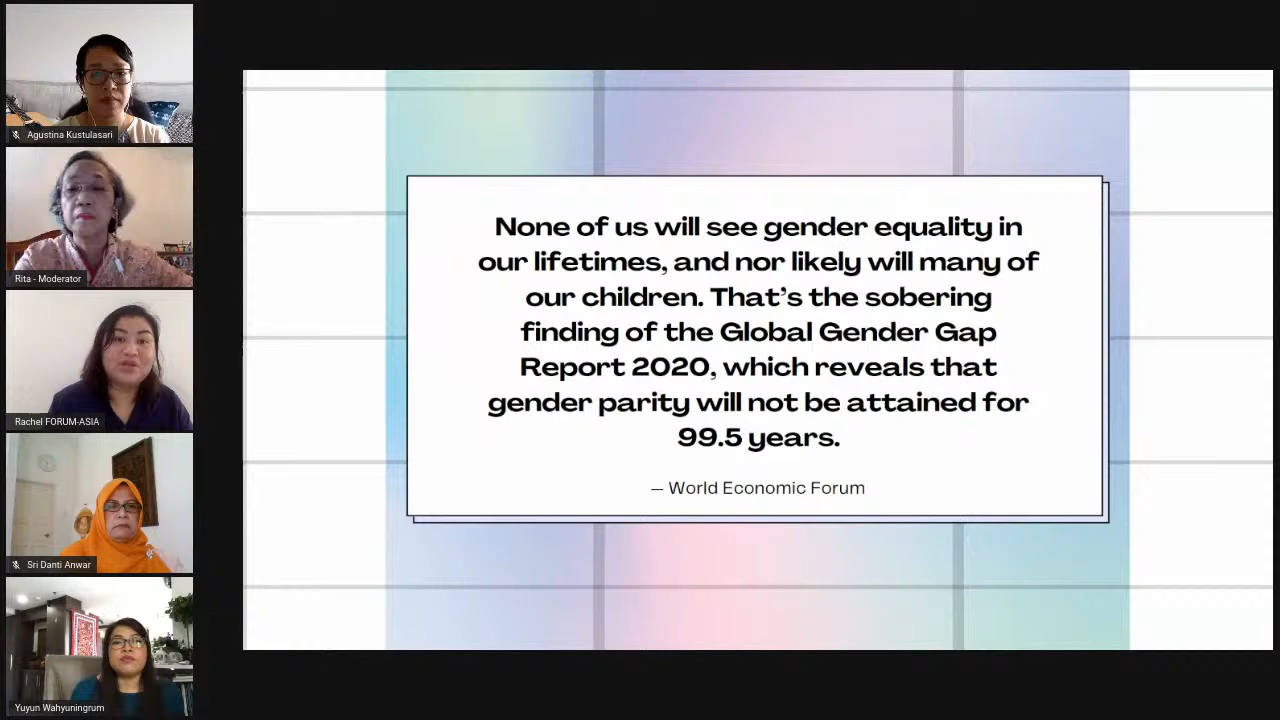 Agustina Kustulasari
Rita - Moderator
Rachel FORUM-ASIA
Sri Danti Anwar
Yuyun Wahyuningrum
None of us will see gender equality in
our lifetimes, and nor likely will many of
our children. That's the sobering
finding of the Global Gender Gap
Report 2020, which reveals that
gender parity will not be attained for
99.5 years.
— World Economic Forum